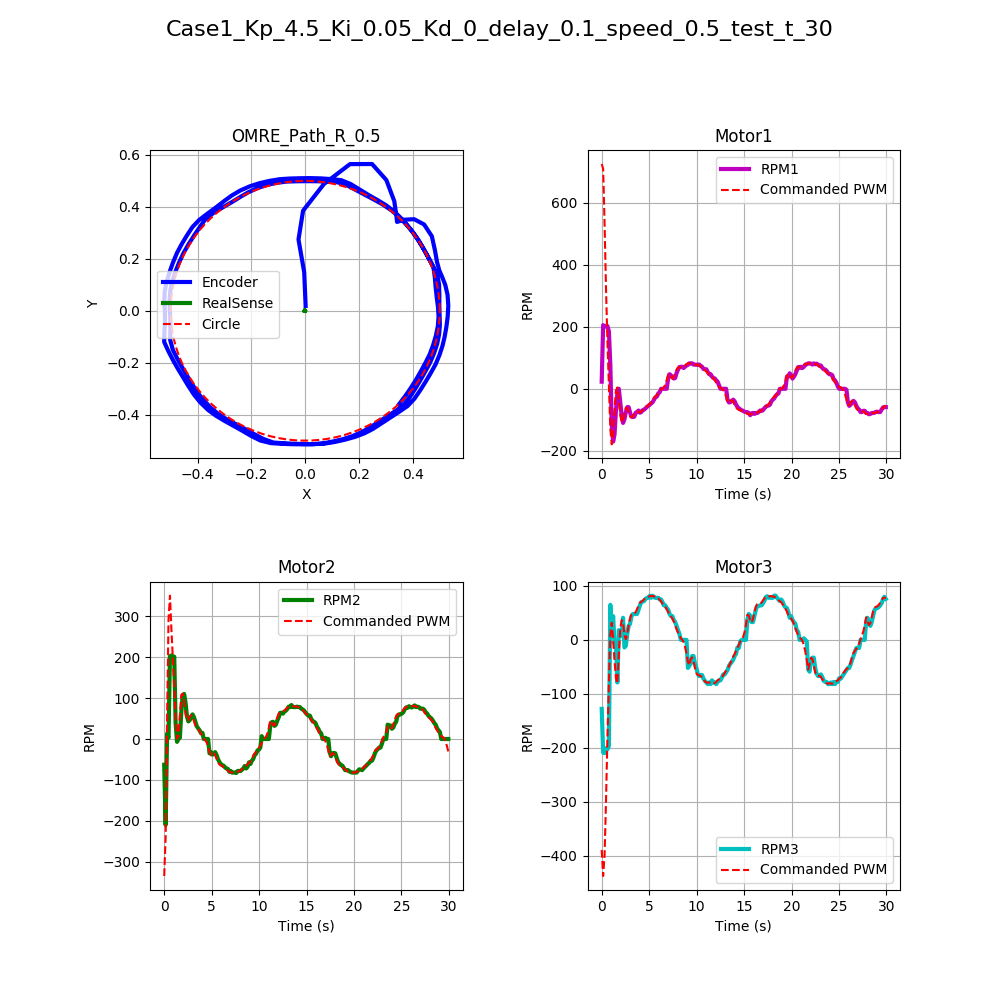 Case1_Kp_4.5_Ki_0.05_Kd_0_delay_0.1_speed_0.5_test_t_30
OMRE_Path_R_0.5
0.6
0.4
0.2
0.0
−0.2
−0.4
Y
Encoder
RealSense
Circle
−0.4
−0.2
0.0
0.2
0.4
X
Motor1
600
400
200
0
−200
RPM
RPM1
Commanded PWM
0
5
10
15
20
25
30
Time (s)
Motor2
300
200
100
0
−100
−200
−300
RPM
RPM2
Commanded PWM
0
5
10
15
20
25
30
Time (s)
Motor3
100
0
−100
−200
−300
−400
RPM
RPM3
Commanded PWM
0
5
10
15
20
25
30
Time (s)